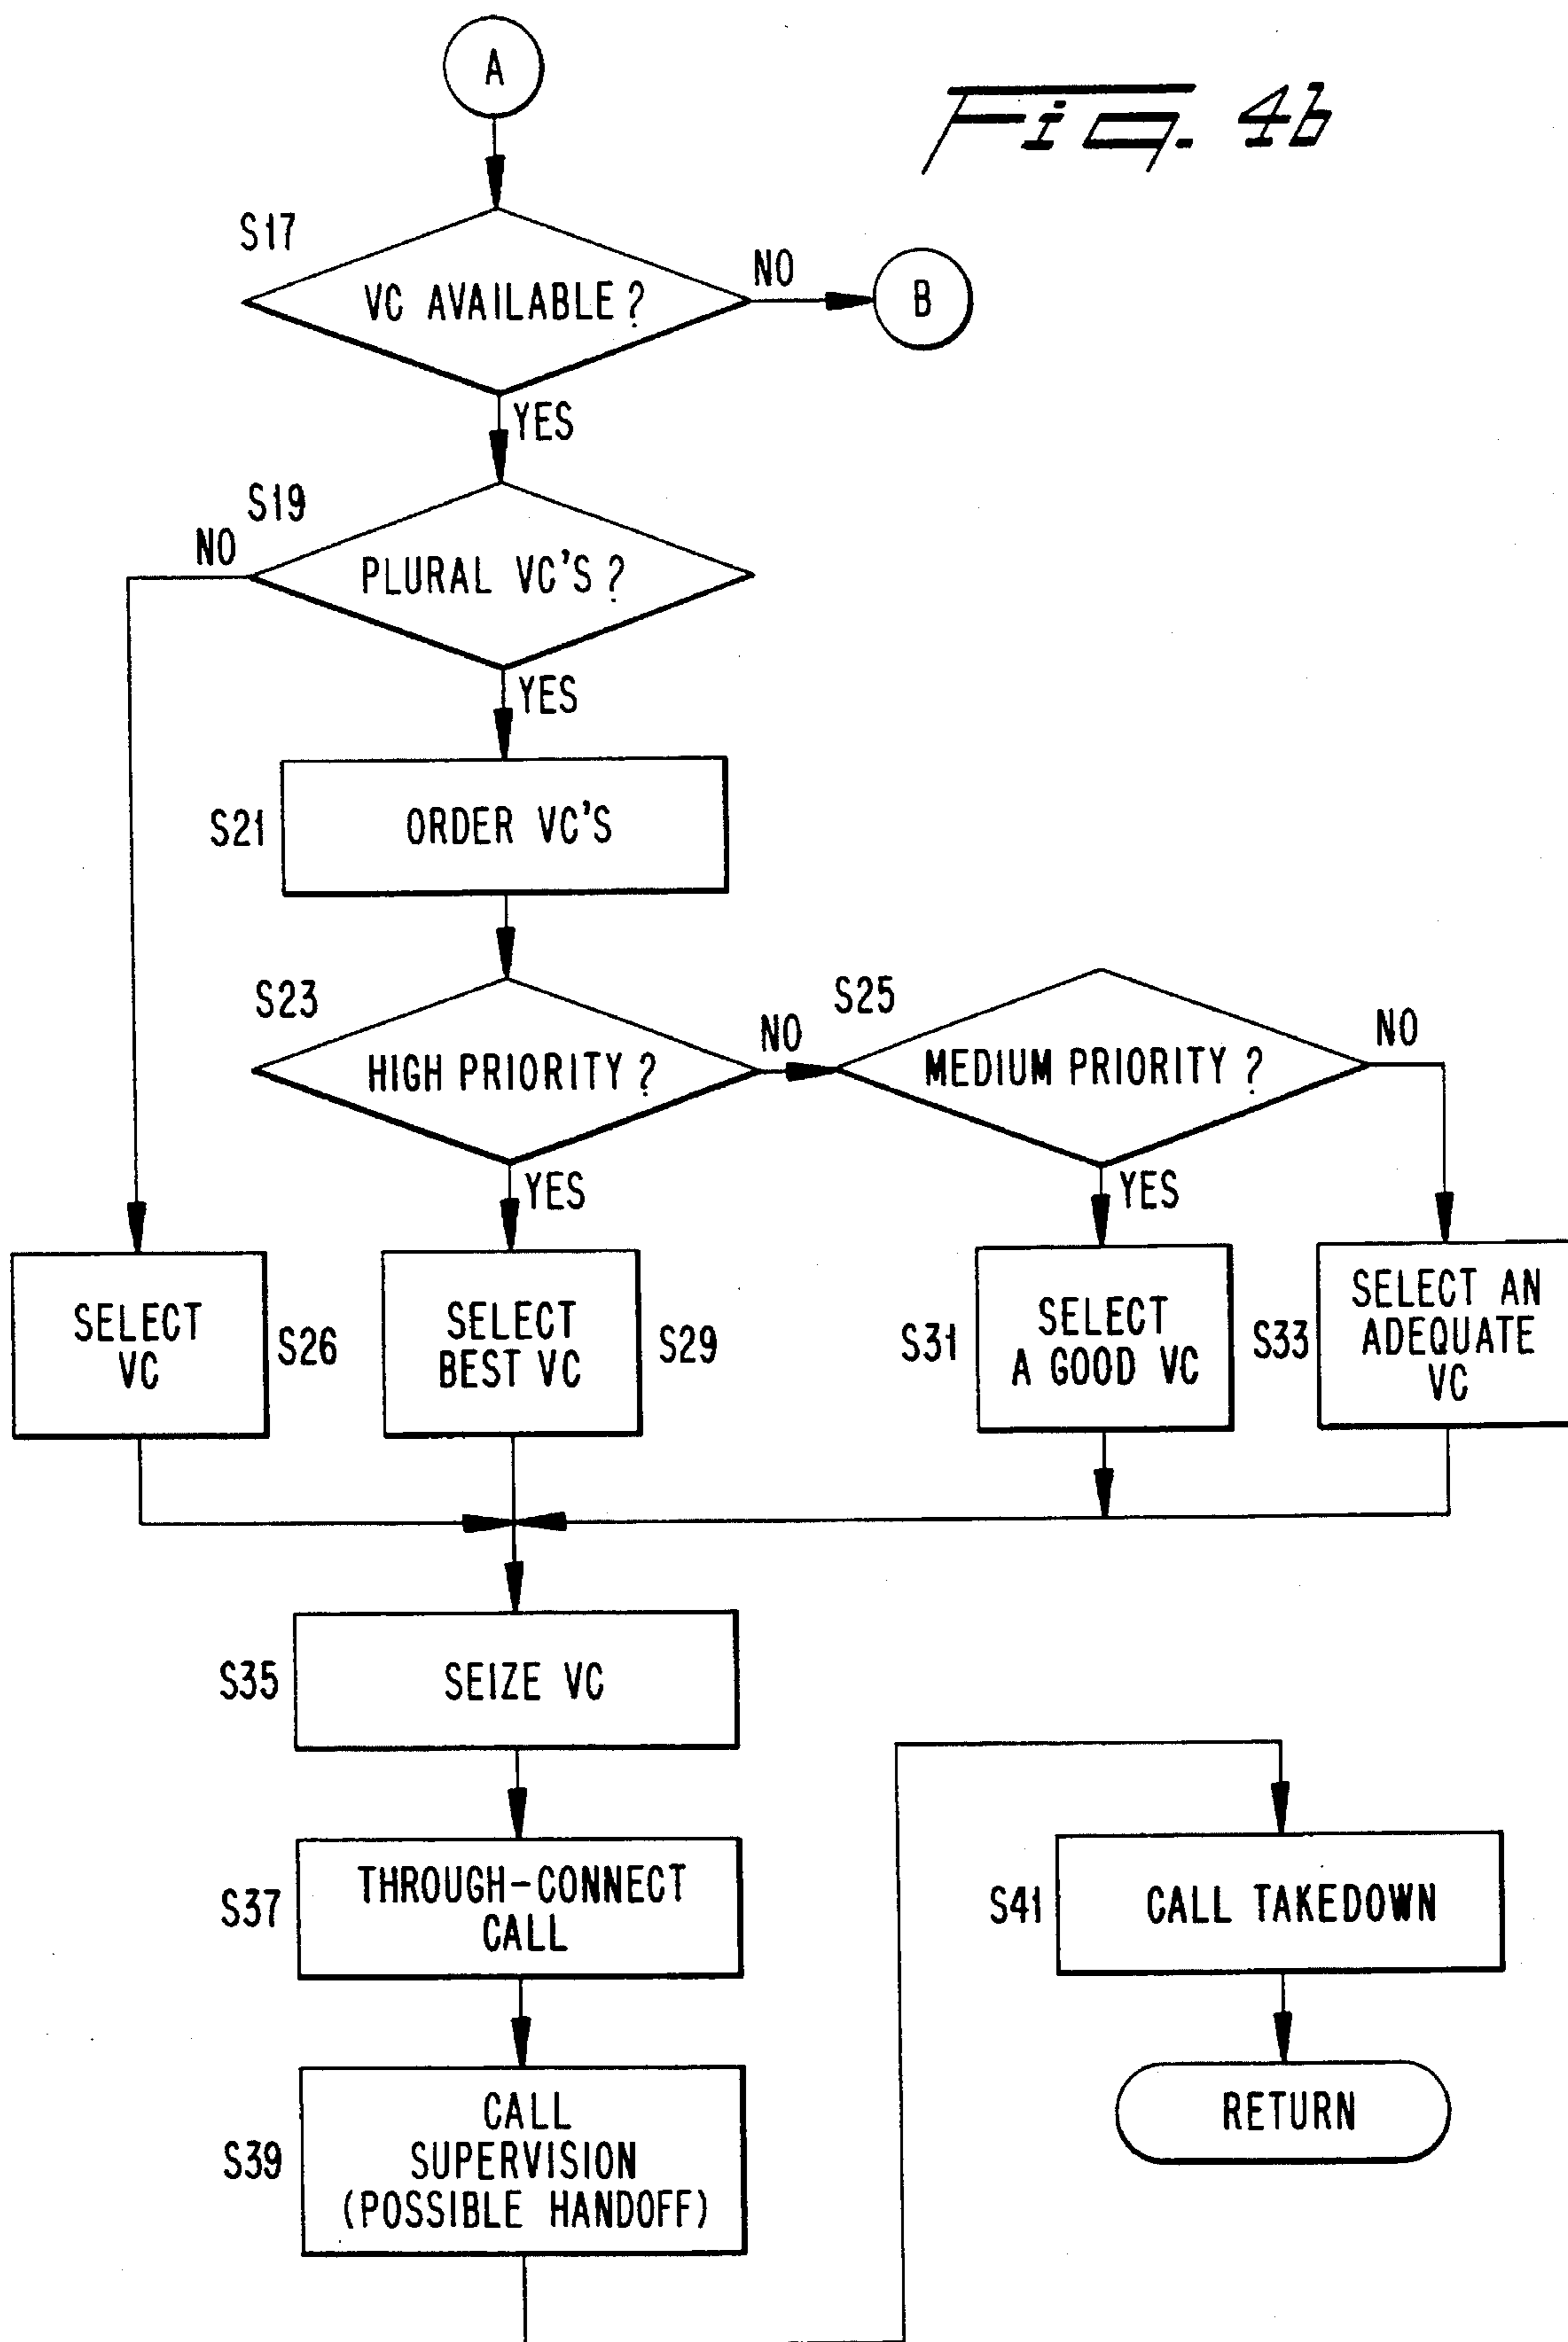 A
Fig. 4b
S17
VC AVAILABLE?
NO
B
YES
S19
NO
PLURAL VC'S?
YES
S21
ORDER VC'S
S23
HIGH PRIORITY?
NO
S25
MEDIUM PRIORITY?
NO
YES
YES
SELECT
VC
S26
SELECT
BEST VC
S29
S31
SELECT
A GOOD VC
S33
SELECT AN
ADEQUATE
VC
S35
SEIZE VC
S37
THROUGH-CONNECT
CALL
S39
CALL
SUPERVISION
(POSSIBLE HANDOFF)
S41
CALL TAKEDOWN
RETURN